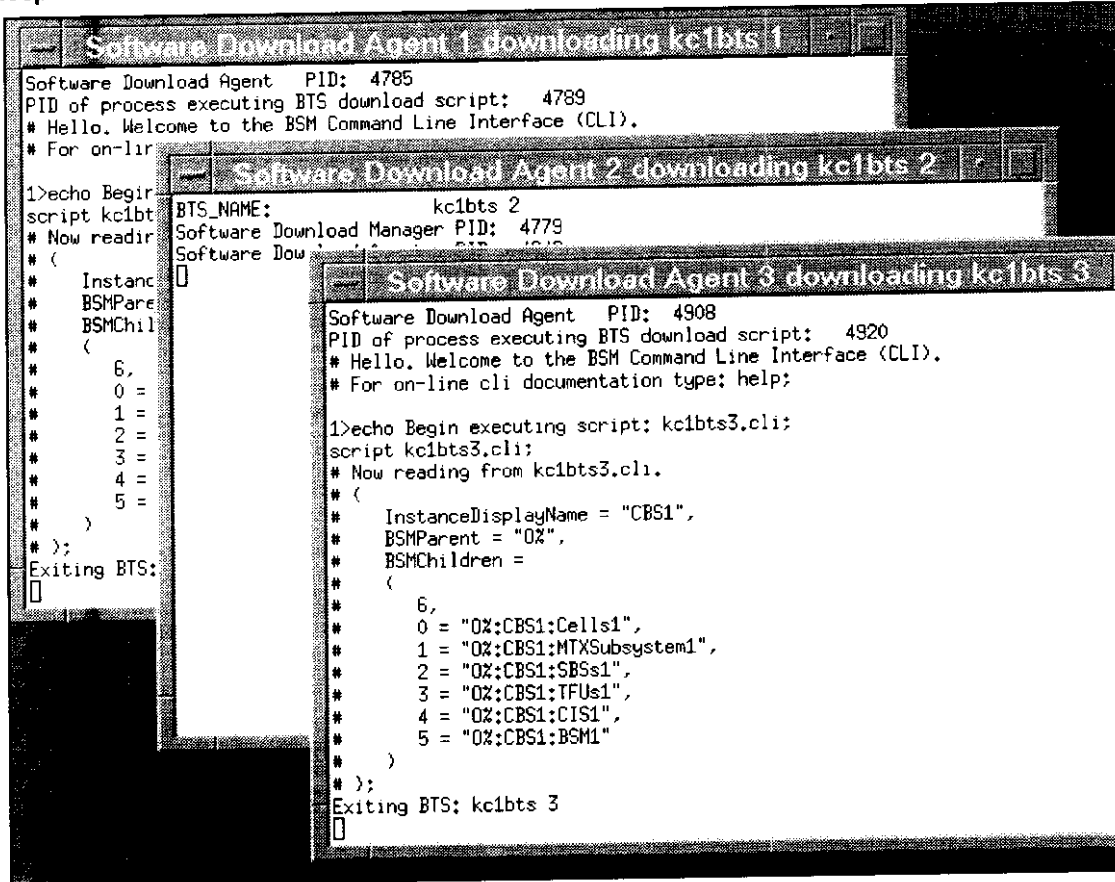 Software Download Agent 1 downloading kc1bts 1
Software Download Agent   PID:  4785
PID of process executing BTS download script:   4789
# Hello. Welcome to the BSM Command Line Interface (CLI).
# For on-lir
1>echo Begir
script kc1bt
# Now readir
# (
#     Instanc
#     BSMPare
#     BSMChil
#     (
#        6,
#        0 =
#        1 =
#        2 =
#        3 =
#        4 =
#        5 =
#     )
# );
Exiting BTS:
Software Download Agent 2 downloading kc1bts 2
BTS_NAME:                kc1bts 2
Software Download Manager PID:  4779
Software Dow
Software Download Agent 3 downloading kc1bts 3
Software Download Agent   PID:  4908
PID of process executing BTS download script:   4920
# Hello. Welcome to the BSM Command Line Interface (CLI).
# For on-line cli documentation type: help;
1>echo Begin executing script: kc1bts3.cli;
script kc1bts3.cli;
# Now reading from kc1bts3.cli.
# (
#     InstanceDisplayName = "CBS1",
#     BSMParent = "0%",
#     BSMChildren =
#     (
#        6,
#        0 = "0%:CBS1:Cells1",
#        1 = "0%:CBS1:MTXSubsystem1",
#        2 = "0%:CBS1:SBSs1",
#        3 = "0%:CBS1:TFUs1",
#        4 = "0%:CBS1:CIS1",
#        5 = "0%:CBS1:BSM1"
#     )
# );
Exiting BTS: kc1bts 3